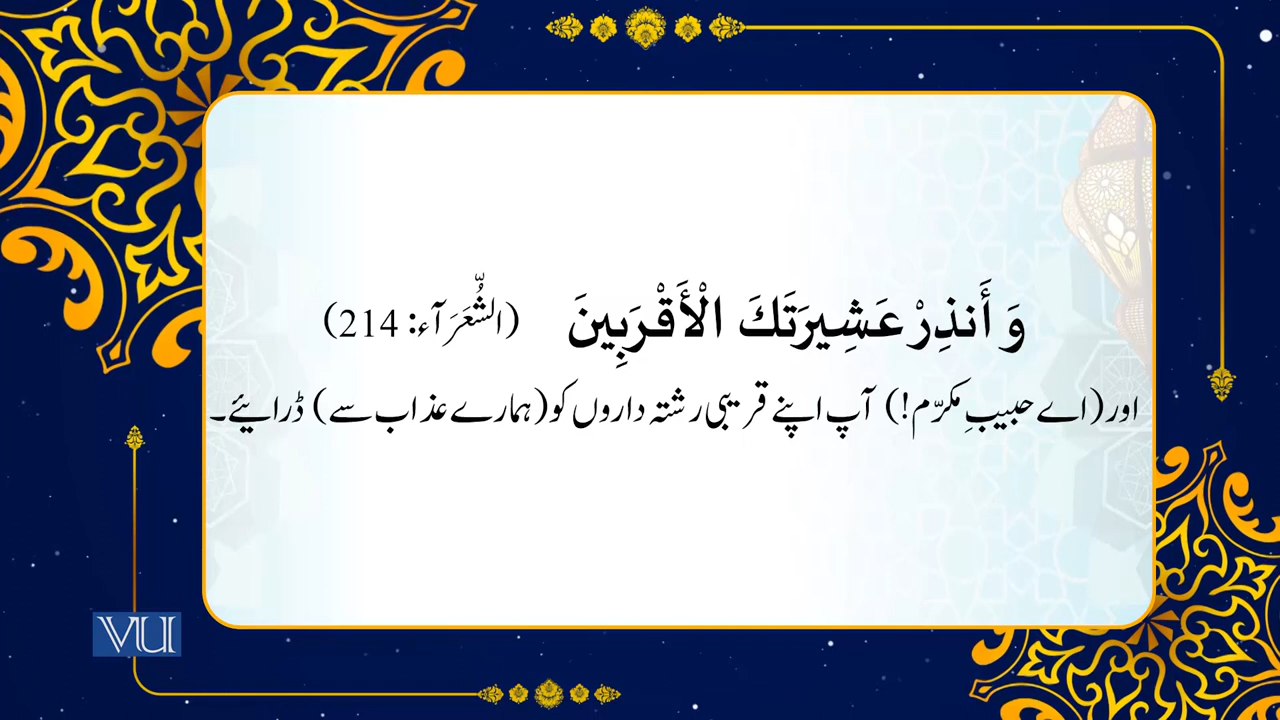 وَ أَنذِرْ عَشِيرَتَكَ الْأَقْرَبِينَ (الشُّعَرَآء: 214)
اور (اے حبیبِ مکرّم!) آپ اپنے قریبی رشتہ داروں کو (ہمارے عذاب سے) ڈرائیے۔
VU